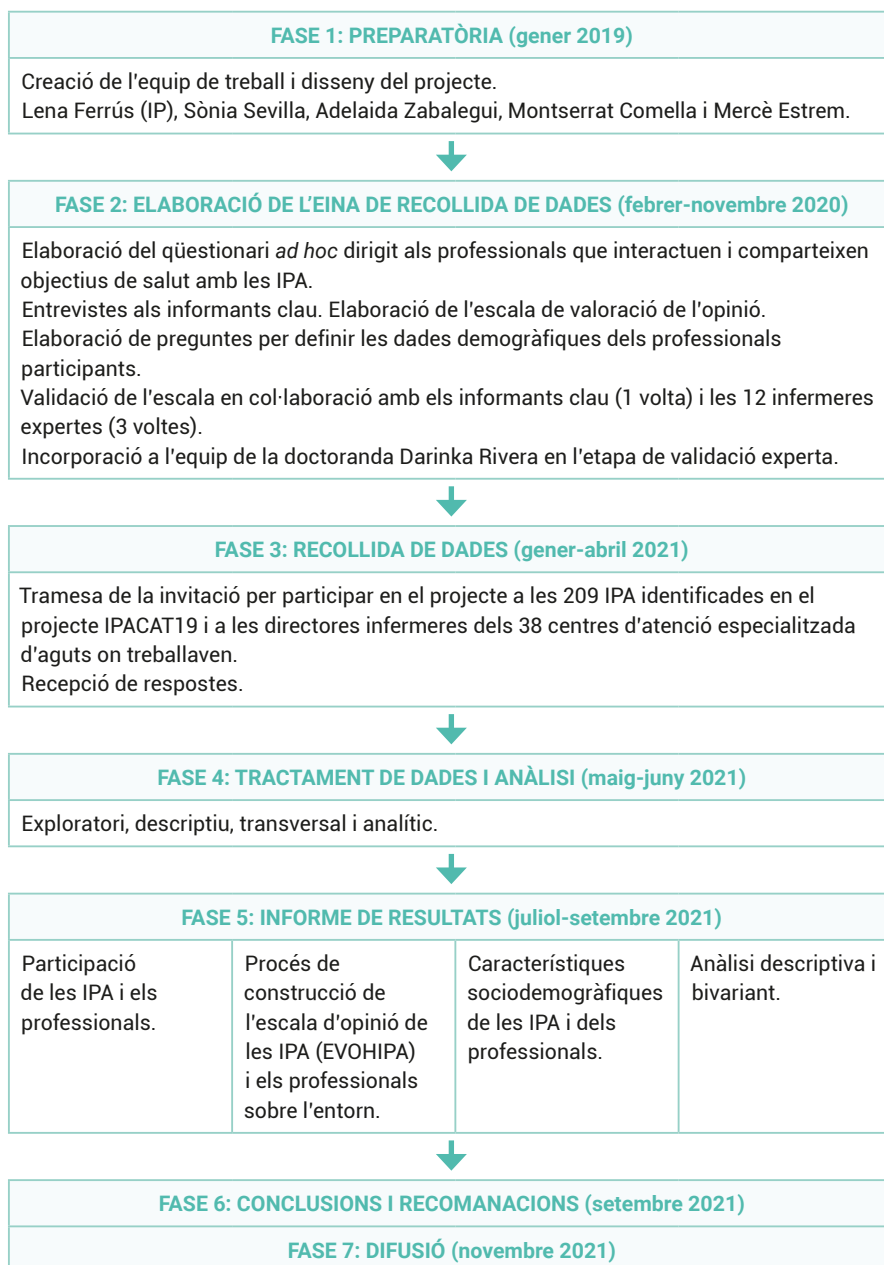 FASE 1: PREPARATÒRIA (gener 2019)
Creació de l'equip de treball i disseny del projecte.
Lena Ferrús (IP), Sònia Sevilla, Adelaida Zabalegui, Montserrat Comella i Mercè Estrem.
FASE 2: ELABORACIÓ DE L'EINA DE RECOLLIDA DE DADES (febrer-novembre 2020)
Elaboració del qüestionari ad hoc dirigit als professionals que interactuen i comparteixen
objectius de salut amb les IPA.
Entrevistes als informants clau. Elaboració de l'escala de valoració de l'opinió.
Elaboració de preguntes per definir les dades demogràfiques dels professionals
participants.
Validació de l'escala en col·laboració amb els informants clau (1 volta) i les 12 infermeres
expertes (3 voltes).
Incorporació a l'equip de la doctoranda Darinka Rivera en l'etapa de validació experta.
FASE 3: RECOLLIDA DE DADES (gener-abril 2021)
Tramesa de la invitació per participar en el projecte a les 209 IPA identificades en el
projecte IPACAT19 i a les directores infermeres dels 38 centres d'atenció especialitzada
d'aguts on treballaven.
Recepció de respostes.
FASE 4: TRACTAMENT DE DADES I ANÀLISI (maig-juny 2021)
Exploratori, descriptiu, transversal i analític.
FASE 5: INFORME DE RESULTATS (juliol-setembre 2021)
Participació
de les IPA i els
professionals.
Procés de
construcció de
l'escala d'opinió de
les IPA (EVOHIPA)
i els professionals
sobre l'entorn.
Característiques
sociodemogràfiques
de les IPA i dels
professionals.
Anàlisi descriptiva i
bivariant.
FASE 6: CONCLUSIONS I RECOMANACIONS (setembre 2021)
FASE 7: DIFUSIÓ (novembre 2021)